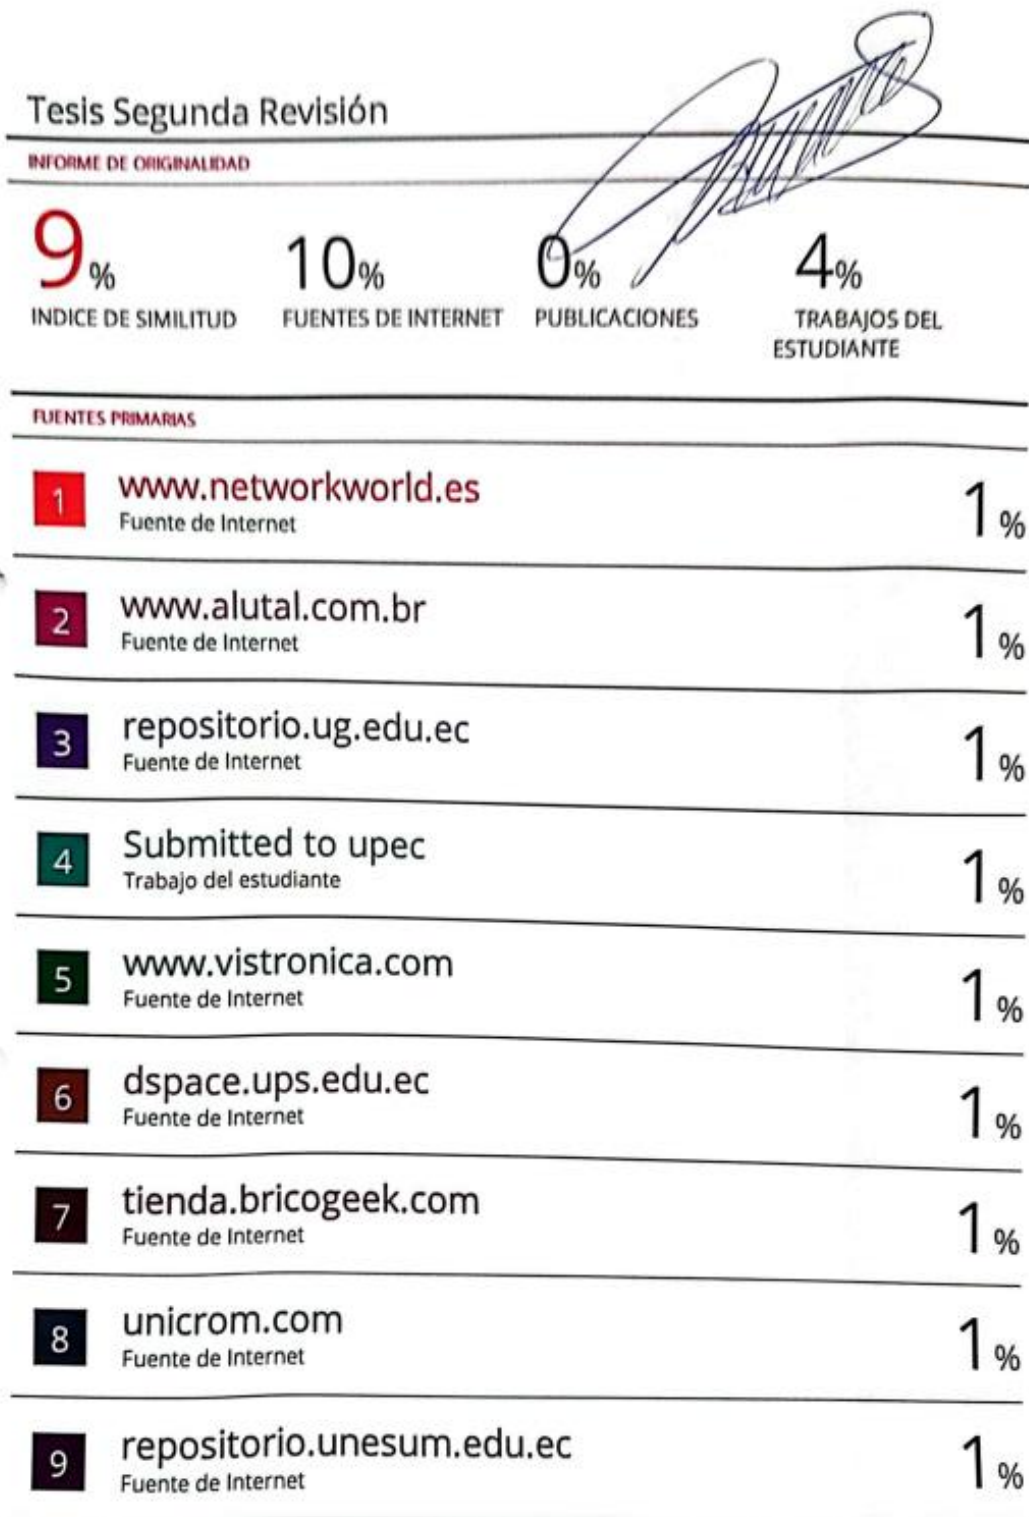 Tesis Segunda Revisión
INFORME DE ORIGINALIDAD
9% 10% 0% 4%
INDICE DE SIMILITUD FUENTES DE INTERNET PUBLICACIONES TRABAJOS DEL
ESTUDIANTE
FUENTES PRIMARIAS
1 www.networkworld.es 1%
Fuente de Internet
2 www.alutal.com.br 1%
Fuente de Internet
3 repositorio.ug.edu.ec 1%
Fuente de Internet
4 Submitted to upec 1%
Trabajo del estudiante
5 www.vistronica.com 1%
Fuente de Internet
6 dspace.ups.edu.ec 1%
Fuente de Internet
7 tienda.bricogeek.com 1%
Fuente de Internet
8 unicrom.com 1%
Fuente de Internet
9 repositorio.unesum.edu.ec 1%
Fuente de Internet